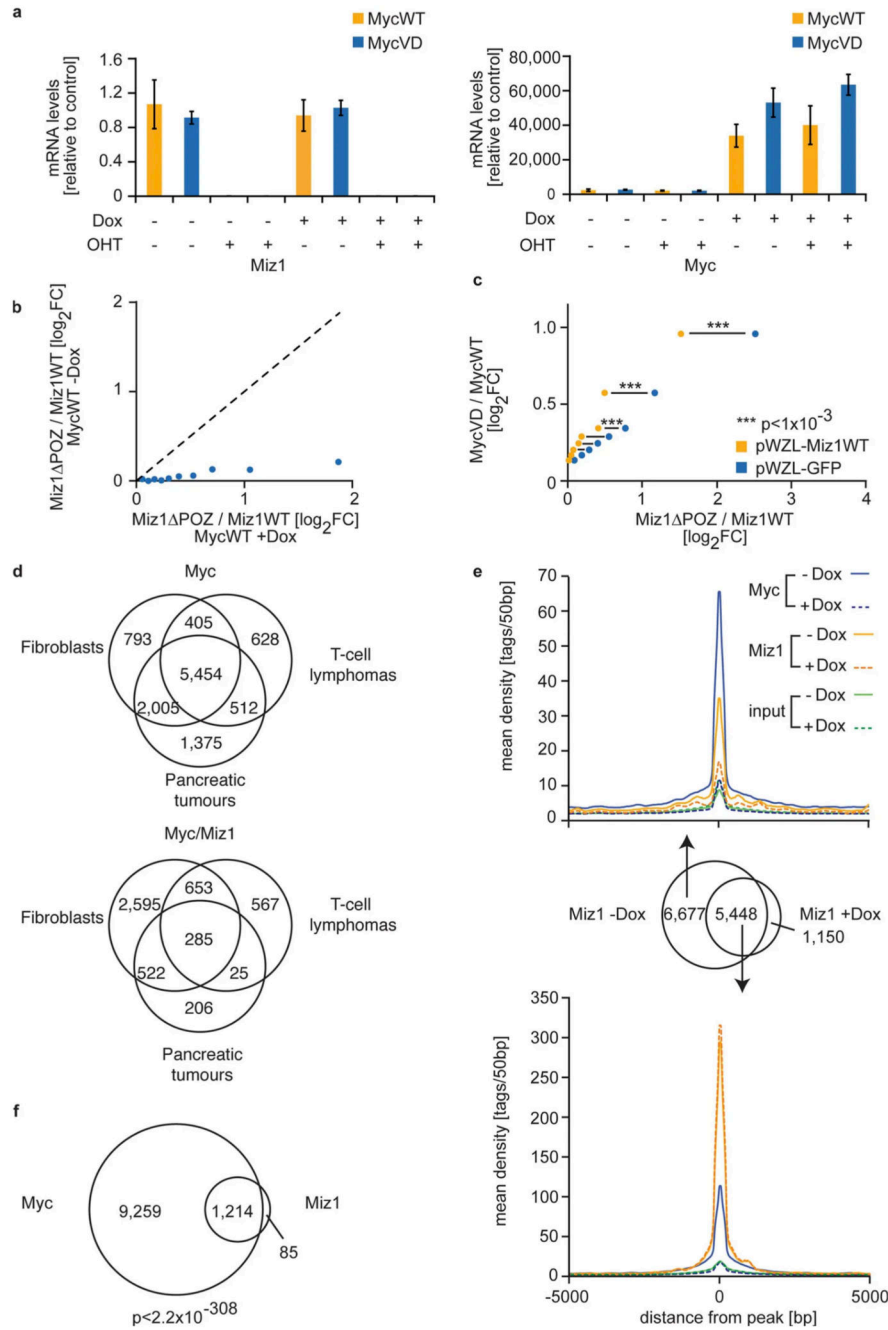 a
MycWT
MycVD
mRNA levels
[relative to control]
1.6
1.2
0.8
0.4
0
Dox - - - - + + + +
OHT - - + + - - + +
Miz1
MycWT
MycVD
mRNA levels
[relative to control]
80,000
60,000
40,000
20,000
0
Dox - - - - + + + +
OHT - - + + - - + +
Myc
b
Miz1ΔPOZ / Miz1WT [log2FC]
MycWT -Dox
2
1
0
0 1 2
Miz1ΔPOZ / Miz1WT [log2FC]
MycWT +Dox
c
MycVD / MycWT
[log2FC]
1.0
0.5
0
***
***
***
*** p<1x10-3
pWZL-Miz1WT
pWZL-GFP
0 1 2 3 4
Miz1ΔPOZ / Miz1WT
[log2FC]
d
Myc
793 405 628
Fibroblasts
T-cell
lymphomas
5,454
2,005 512
1,375
Pancreatic
tumours
Myc/Miz1
653
2,595 567
Fibroblasts
T-cell
lymphomas
285
522 25
206
Pancreatic
tumours
e
mean density [tags/50bp]
70
60
50
40
30
20
10
0
Myc - Dox
+Dox
Miz1 - Dox
+Dox
input - Dox
+Dox
Miz1 -Dox 6,677 5,448 Miz1 +Dox
1,150
mean density [tags/50bp]
350
300
250
200
150
100
50
0
-5000 0 5000
distance from peak [bp]
f
Myc 9,259 1,214 Miz1
85
p<2.2x10-308